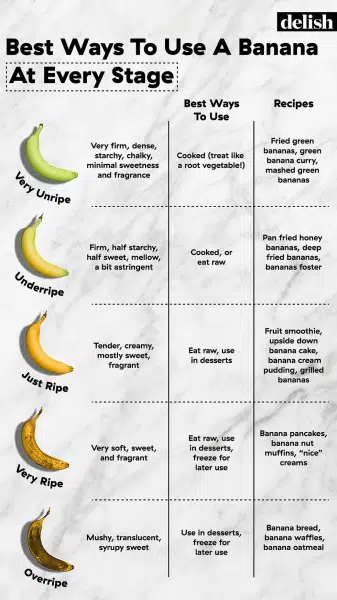 delish
Best Ways To Use A Banana
At Every Stage
Best Ways
To Use
Recipes
Very Unripe
Very firm, dense,
starchy, chalky,
minimal sweetness
and fragrance
Cooked (treat like
a root vegetable!)
Fried green
bananas, green
banana curry,
mashed green
bananas
Underripe
Firm, half starchy,
half sweet, mellow,
a bit astringent
Cooked, or
eat raw
Pan fried honey
bananas, deep
fried bananas,
bananas foster
Just Ripe
Tender, creamy,
mostly sweet,
fragrant
Eat raw, use
in desserts
Fruit smoothie,
upside down
banana cake,
banana cream
pudding, grilled
bananas
Very Ripe
Very soft, sweet,
and fragrant
Eat raw, use
in desserts,
freeze for
later use
Banana pancakes,
banana nut
muffins, “nice”
creams
Overripe
Mushy, translucent,
syrupy sweet
Use in desserts,
freeze for
later use
Banana bread,
banana waffles,
banana oatmeal